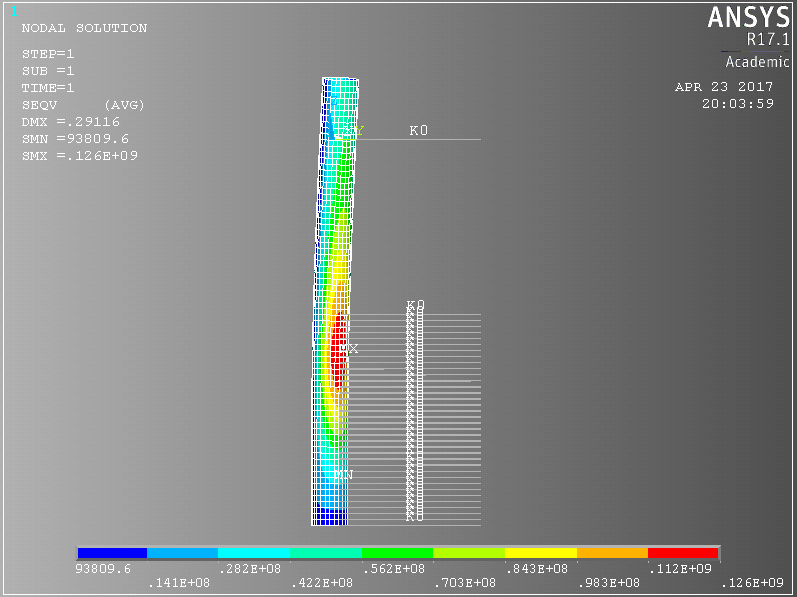 NODAL SOLUTION
STEP=1
SUB =1
TIME=1
SEQV (AVG)
DMX =.29116
SMN =93809.6
SMX =.126E+09
ANSYS
R17.1
Academic
APR 23 2017
20:03:59
Y
K0
K0
X
MN
K0
93809.6 .282E+08 .562E+08 .843E+08 .112E+09
.141E+08 .422E+08 .703E+08 .983E+08 .126E+09